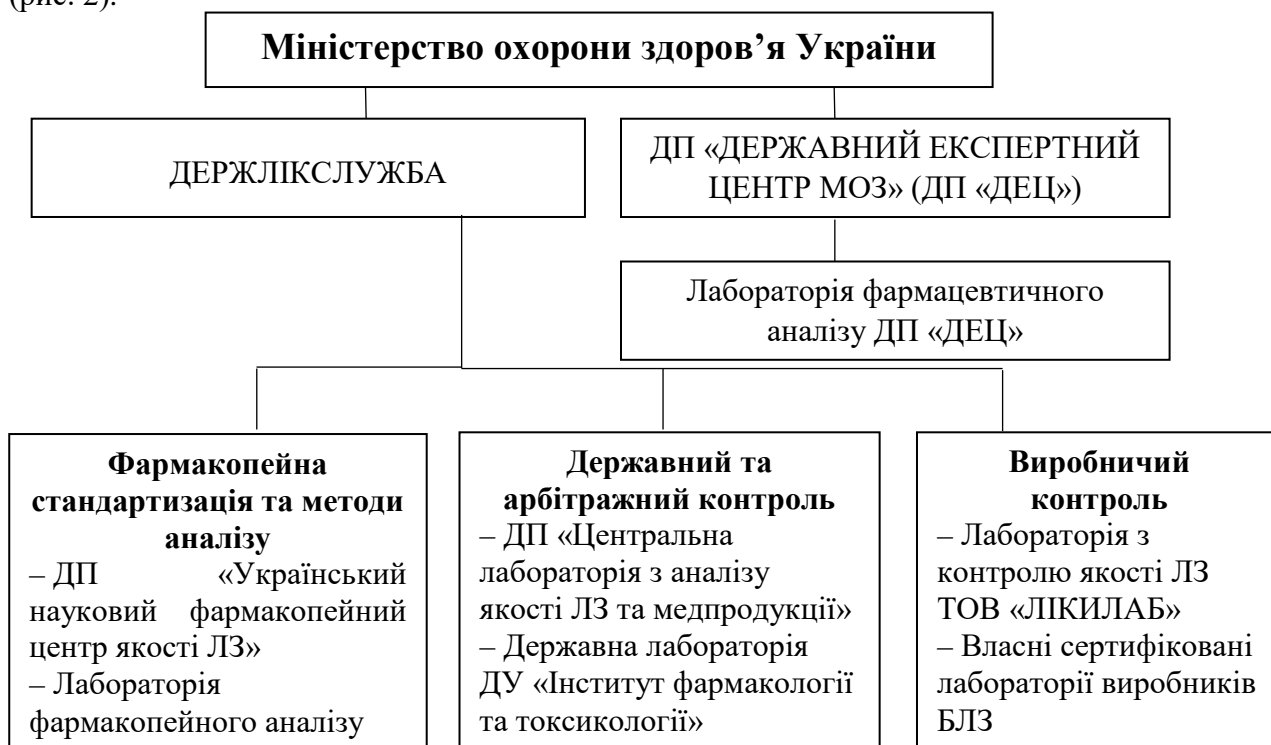 (рис. 2).
Міністерство охорони здоров’я України
ДЕРЖЛІКСЛУЖБА
ДП «ДЕРЖАВНИЙ ЕКСПЕРТНИЙ
ЦЕНТР МОЗ» (ДП «ДЕЦ»)
Лабораторія фармацевтичного
аналізу ДП «ДЕЦ»
Фармакопейна
стандартизація та методи
аналізу
– ДП «Український
науковий фармакопейний
центр якості ЛЗ»
– Лабораторія
фармакопейного аналізу
Державний та
арбітражний контроль
– ДП «Центральна
лабораторія з аналізу
якості ЛЗ та медпродукції»
– Державна лабораторія
ДУ «Інститут фармакології
та токсикології»
Виробничий
контроль
– Лабораторія з
контролю якості ЛЗ
ТОВ «ЛІКИЛАБ»
– Власні сертифіковані
лабораторії виробників
БЛЗ